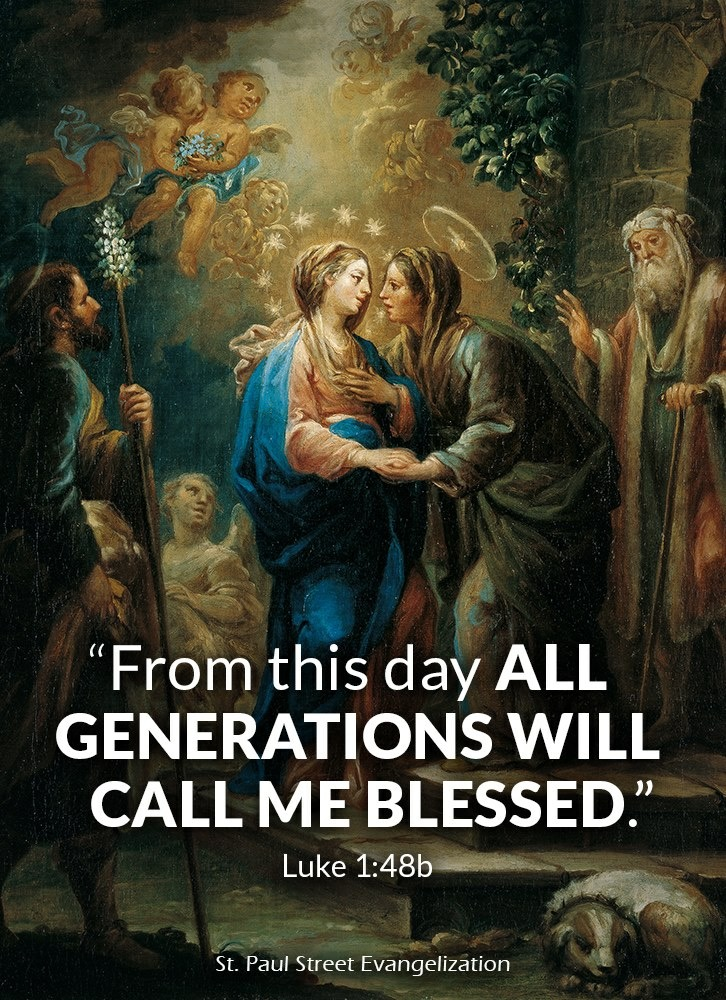 “From this day ALL
GENERATIONS WILL
CALL ME BLESSED.”
Luke 1:48b
St. Paul Street Evangelization